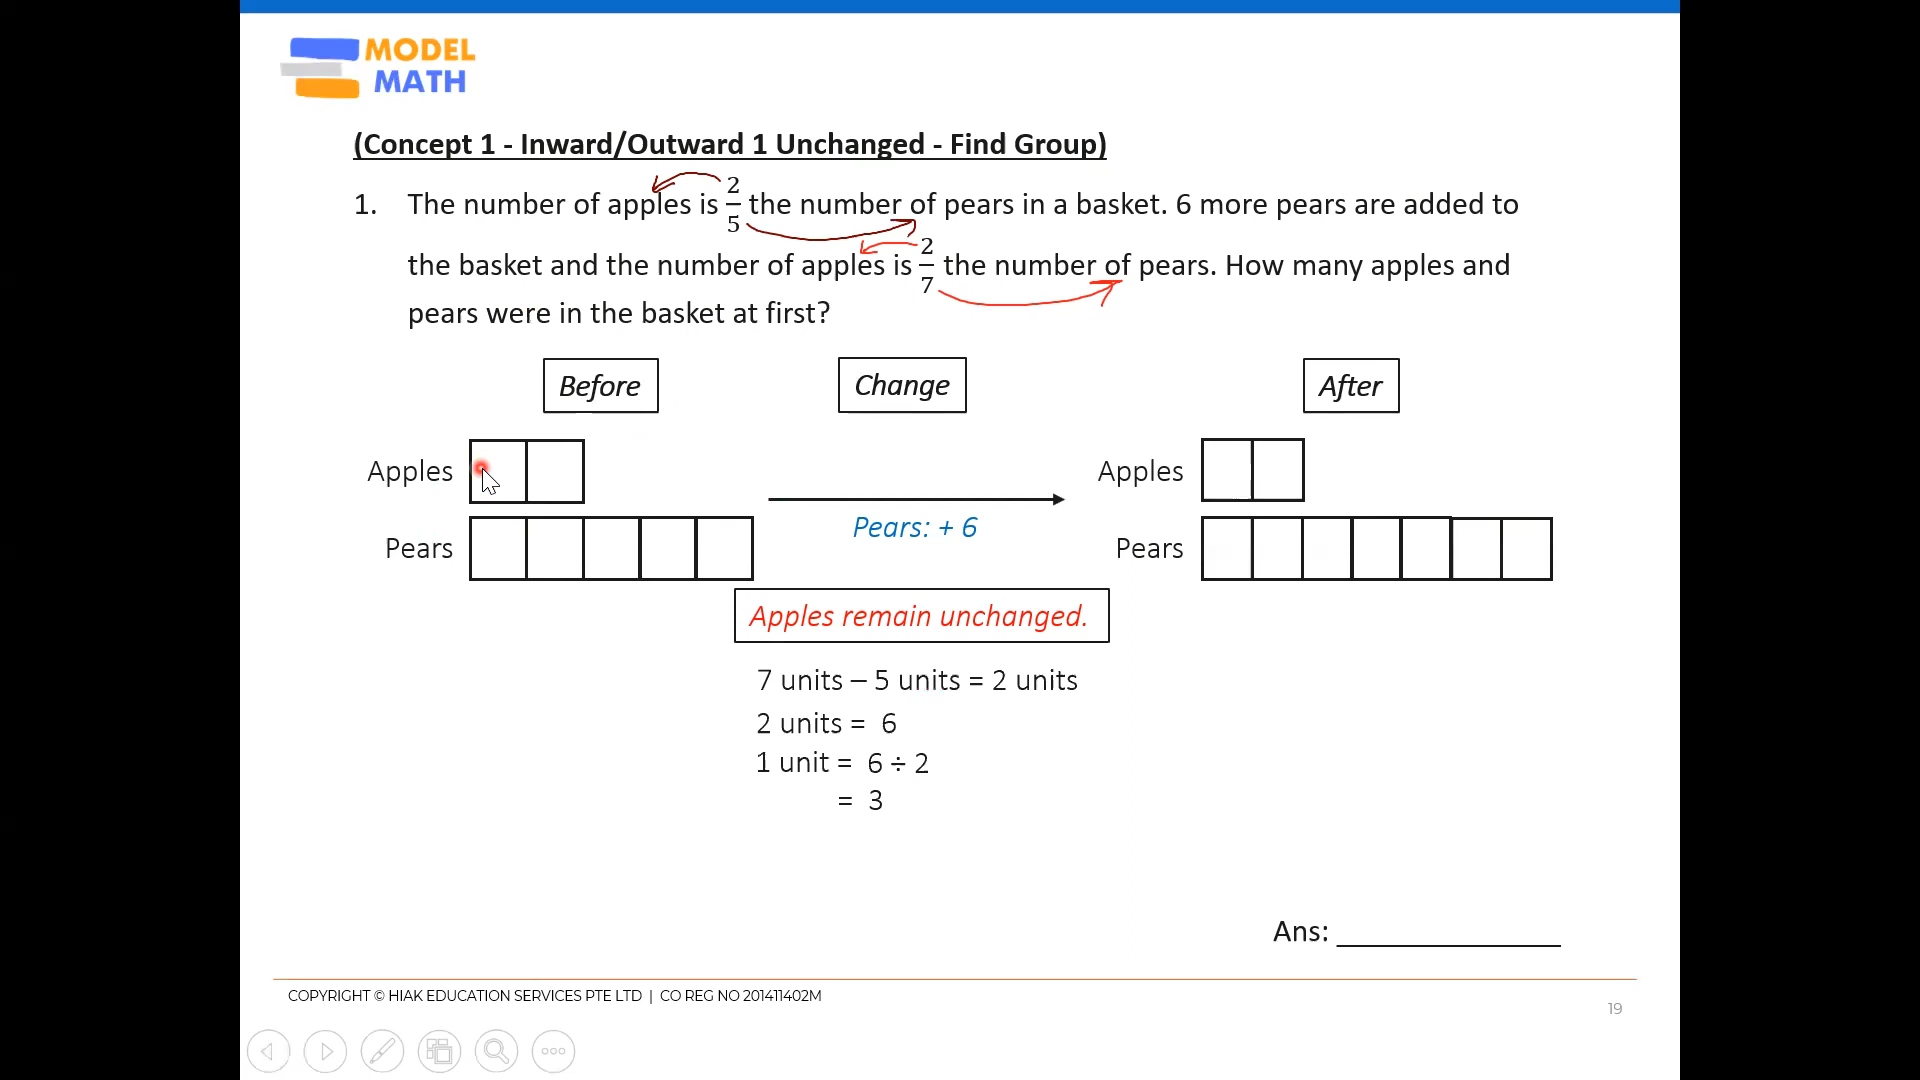 MODEL
MATH
(Concept 1 - Inward/Outward 1 Unchanged - Find Group)
1. The number of apples is 2/5 the number of pears in a basket. 6 more pears are added to
the basket and the number of apples is 2/7 the number of pears. How many apples and
pears were in the basket at first?
Before Change After
Apples Apples
Pears: + 6
Pears Pears
Apples remain unchanged.
7 units – 5 units = 2 units
2 units = 6
1 unit = 6 ÷ 2
= 3
Ans: ______________
COPYRIGHT © HIAK EDUCATION SERVICES PTE LTD | CO REG NO 201411402M
19